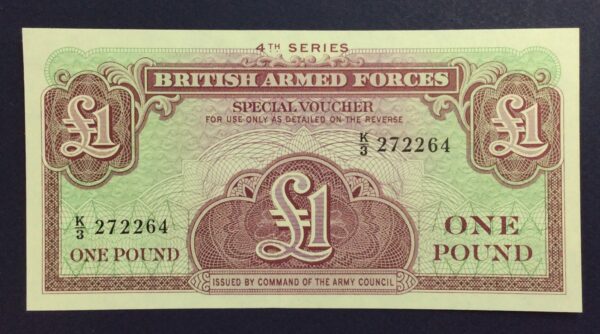 4TH SERIES
BRITISH ARMED FORCES
£1
£1
SPECIAL VOUCHER
FOR USE ONLY AS DETAILED ON THE REVERSE
K/3 272264
K/3 272264
£1
ONE POUND
ONE
POUND
ISSUED BY COMMAND OF THE ARMY COUNCIL